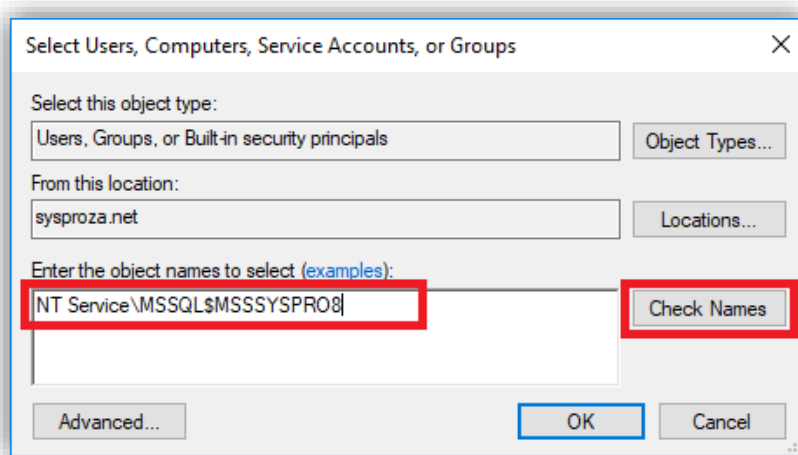 Select Users, Computers, Service Accounts, or Groups
Select this object type:
Users, Groups, or Built-in security principals
Object Types...
From this location:
sysproza.net
Locations...
Enter the object names to select (examples):
NT Service\MSSQL$MSSSYSPRO8
Check Names
Advanced...
OK
Cancel